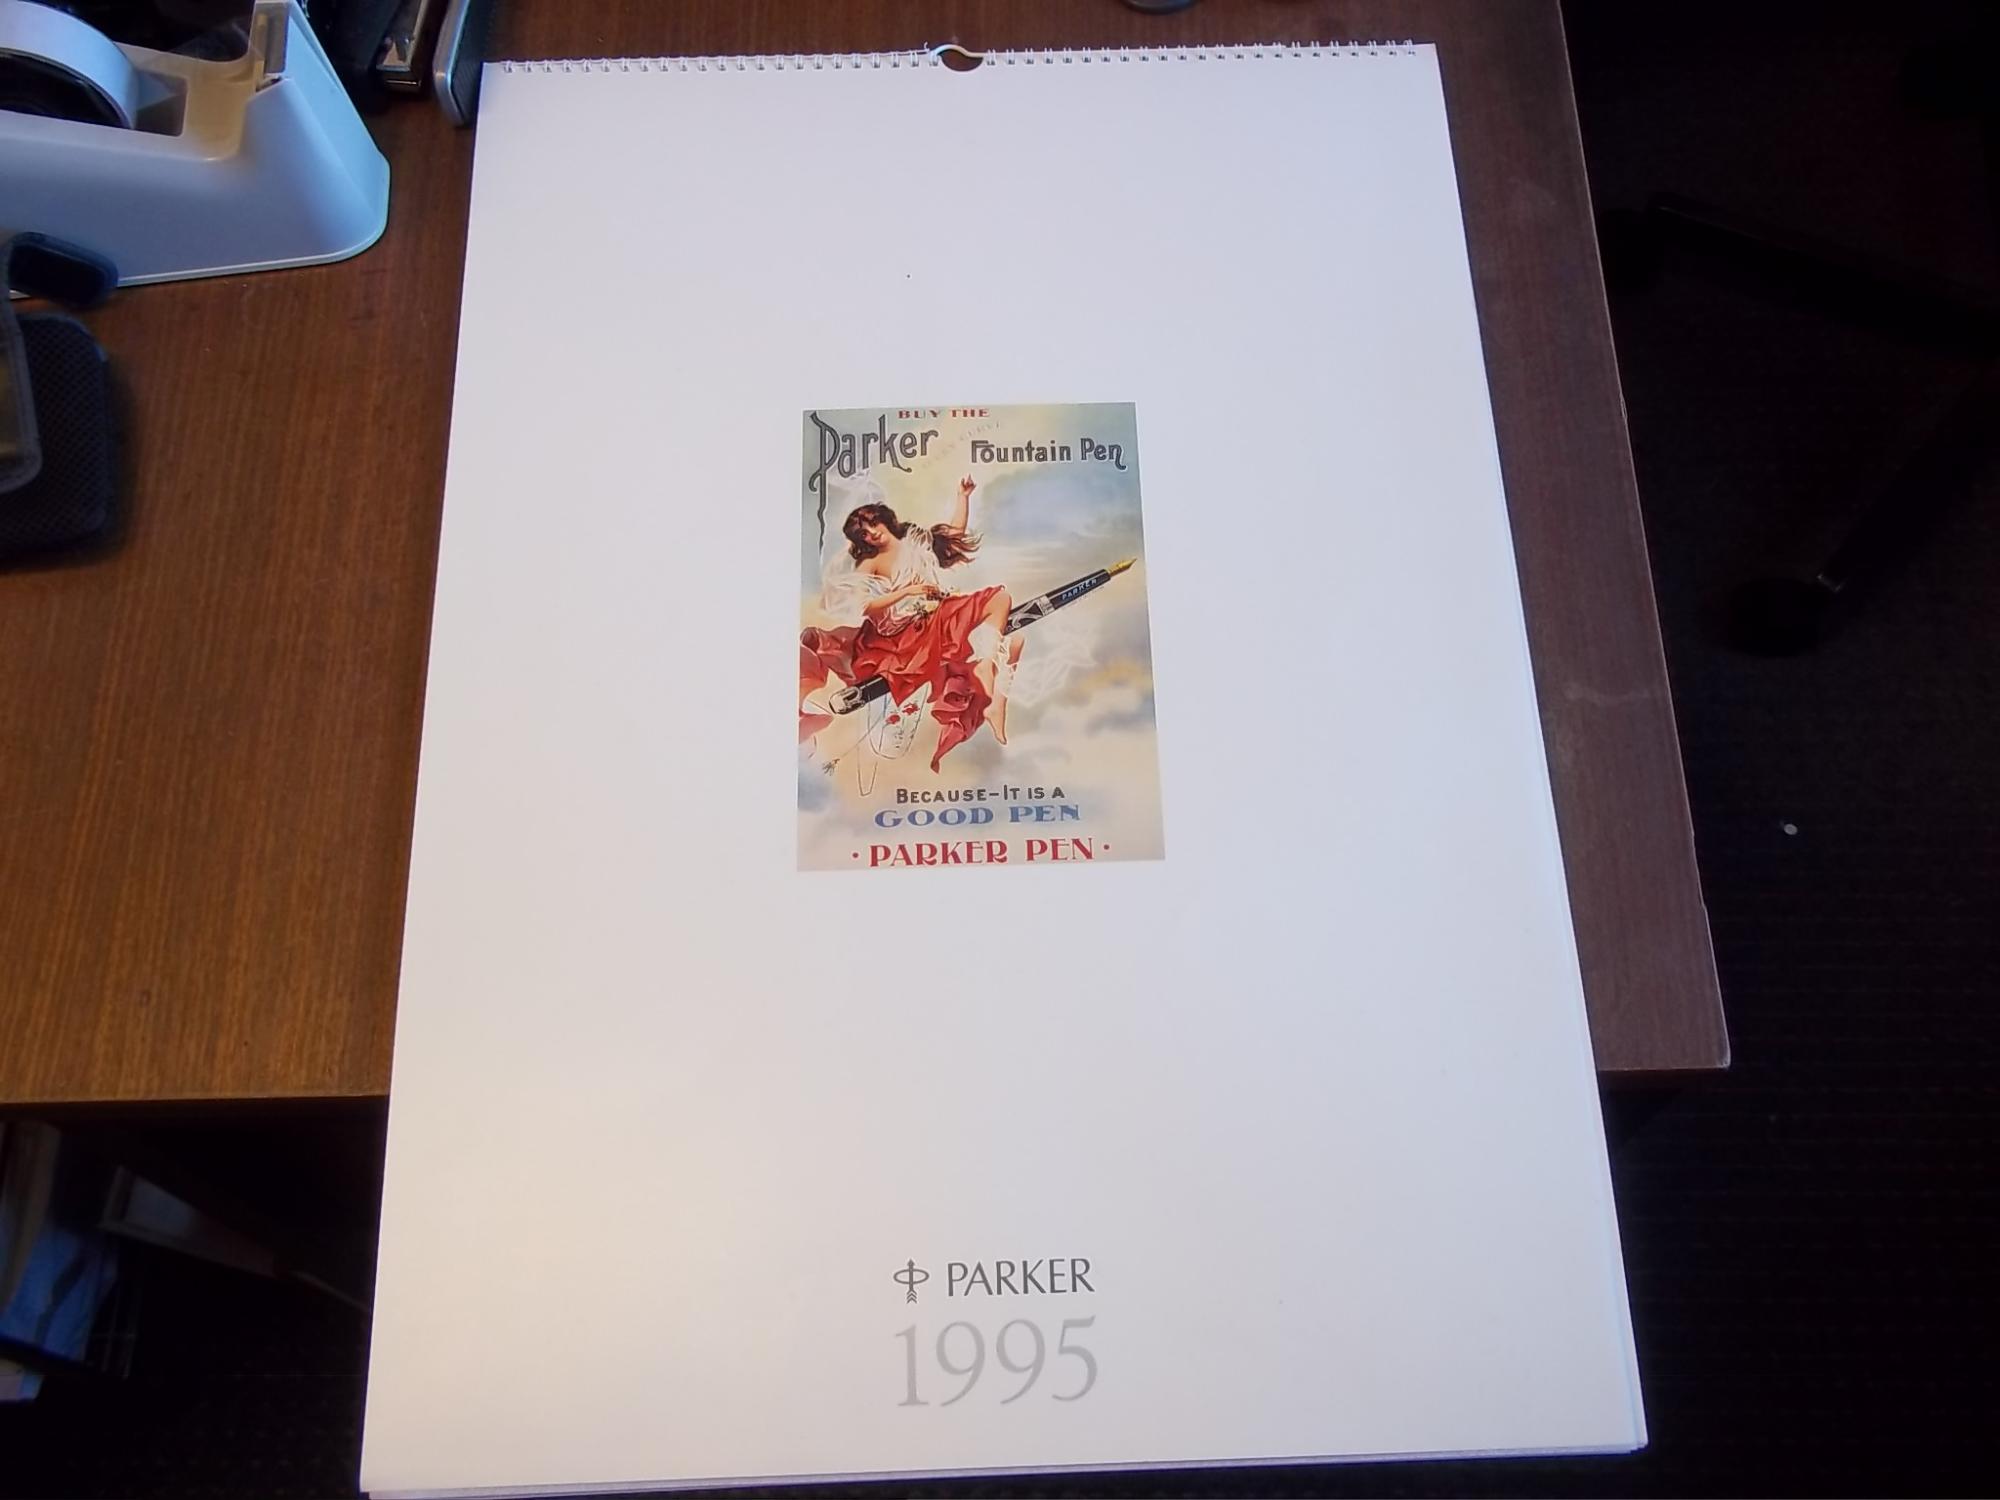 BUY THE
Parker Fountain Pen
PARKER
BECAUSE-IT IS A
GOOD PEN
• PARKER PEN •
PARKER
1995